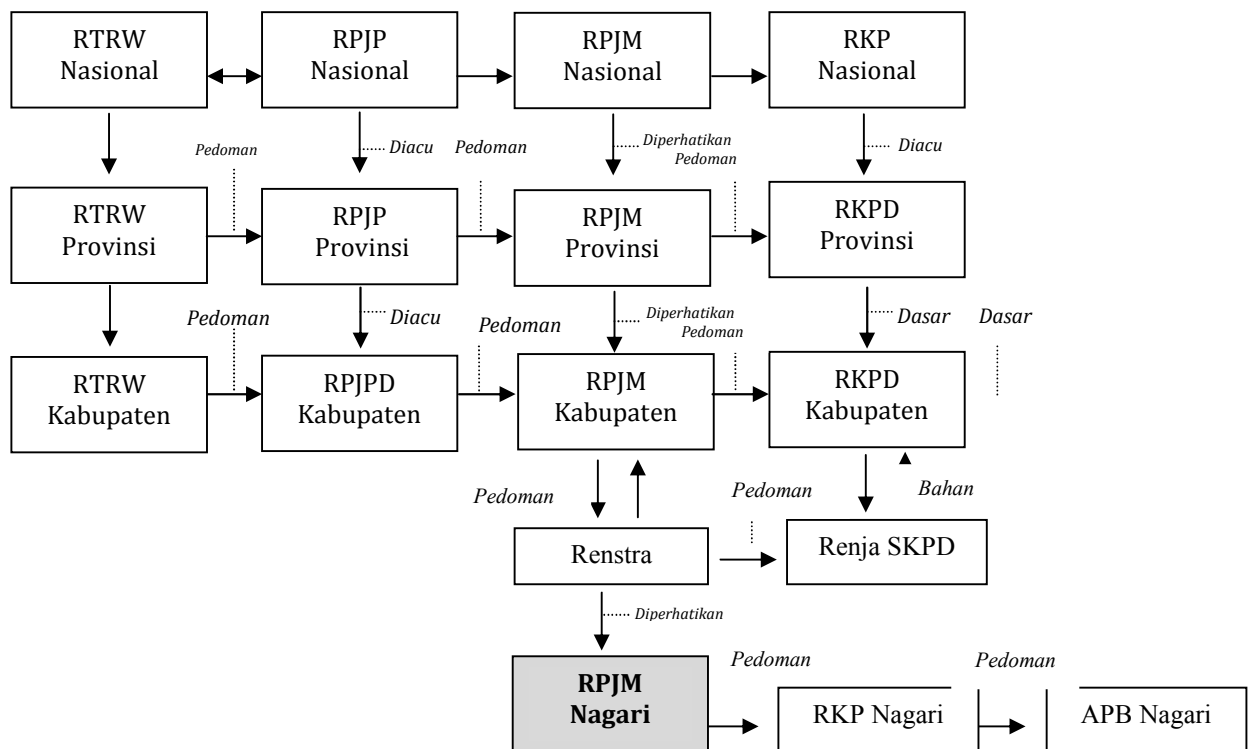 RTRW
Nasional
RPJP
Nasional
RPJM
Nasional
RKP
Nasional
Pedoman
Diacu
Pedoman
Diperhatikan
Pedoman
Diacu
RTRW
Provinsi
RPJP
Provinsi
RPJM
Provinsi
RKPD
Provinsi
Pedoman
Diacu
Pedoman
Diperhatikan
Pedoman
Dasar
Dasar
RTRW
Kabupaten
RPJPD
Kabupaten
RPJM
Kabupaten
RKPD
Kabupaten
Pedoman
Pedoman
Bahan
Renstra
Renja SKPD
Diperhatikan
RPJM
Nagari
Pedoman
Pedoman
RKP Nagari
APB Nagari